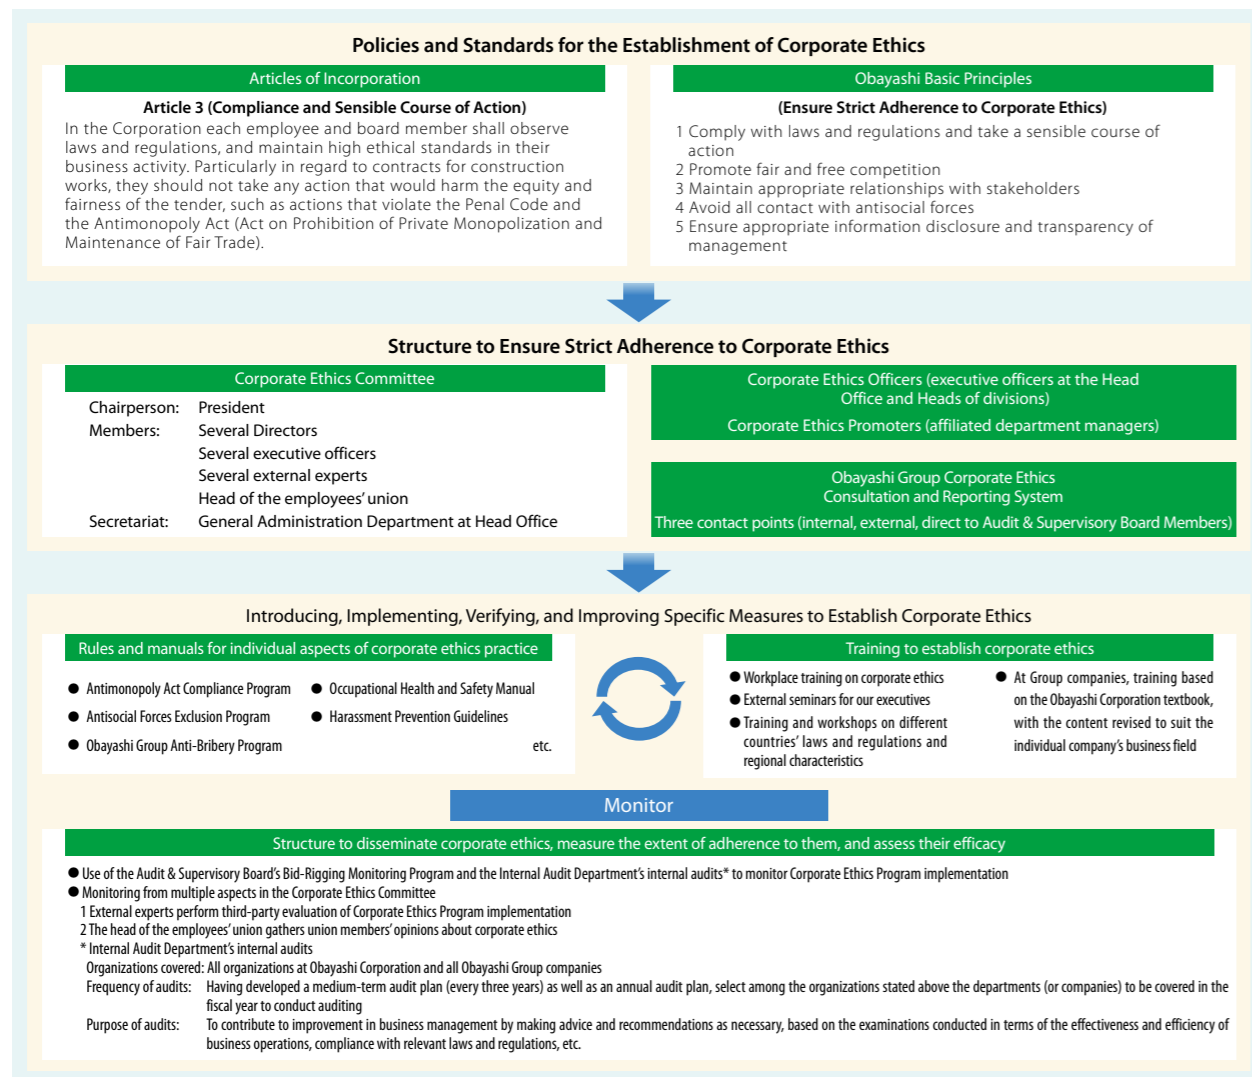 Policies and Standards for the Establishment of Corporate Ethics
Articles of Incorporation
Article 3 (Compliance and Sensible Course of Action)
In the Corporation each employee and board member shall observe
laws and regulations, and maintain high ethical standards in their
business activity. Particularly in regard to contracts for construction
works, they should not take any action that would harm the equity and
fairness of the tender, such as actions that violate the Penal Code and
the Antimonopoly Act (Act on Prohibition of Private Monopolization and
Maintenance of Fair Trade).
Obayashi Basic Principles
(Ensure Strict Adherence to Corporate Ethics)
1 Comply with laws and regulations and take a sensible course of
action
2 Promote fair and free competition
3 Maintain appropriate relationships with stakeholders
4 Avoid all contact with antisocial forces
5 Ensure appropriate information disclosure and transparency of
management
Structure to Ensure Strict Adherence to Corporate Ethics
Corporate Ethics Committee
Chairperson: President
Members: Several Directors
Several executive officers
Several external experts
Head of the employees' union
Secretariat: General Administration Department at Head Office
Corporate Ethics Officers (executive officers at the Head
Office and Heads of divisions)
Corporate Ethics Promoters (affiliated department managers)
Obayashi Group Corporate Ethics
Consultation and Reporting System
Three contact points (internal, external, direct to Audit & Supervisory Board Members)
Introducing, Implementing, Verifying, and Improving Specific Measures to Establish Corporate Ethics
Rules and manuals for individual aspects of corporate ethics practice
● Antimonopoly Act Compliance Program
● Antisocial Forces Exclusion Program
● Obayashi Group Anti-Bribery Program
● Occupational Health and Safety Manual
● Harassment Prevention Guidelines
etc.
Training to establish corporate ethics
● Workplace training on corporate ethics
● External seminars for our executives
● Training and workshops on different
countries' laws and regulations and
regional characteristics
● At Group companies, training based
on the Obayashi Corporation textbook,
with the content revised to suit the
individual company's business field
Monitor
Structure to disseminate corporate ethics, measure the extent of adherence to them, and assess their efficacy
● Use of the Audit & Supervisory Board's Bid-Rigging Monitoring Program and the Internal Audit Department's internal audits* to monitor Corporate Ethics Program implementation
● Monitoring from multiple aspects in the Corporate Ethics Committee
1 External experts perform third-party evaluation of Corporate Ethics Program implementation
2 The head of the employees' union gathers union members' opinions about corporate ethics
* Internal Audit Department's internal audits
Organizations covered: All organizations at Obayashi Corporation and all Obayashi Group companies
Frequency of audits: Having developed a medium-term audit plan (every three years) as well as an annual audit plan, select among the organizations stated above the departments (or companies) to be covered in the
fiscal year to conduct auditing
Purpose of audits: To contribute to improvement in business management by making advice and recommendations as necessary, based on the examinations conducted in terms of the effectiveness and efficiency of
business operations, compliance with relevant laws and regulations, etc.